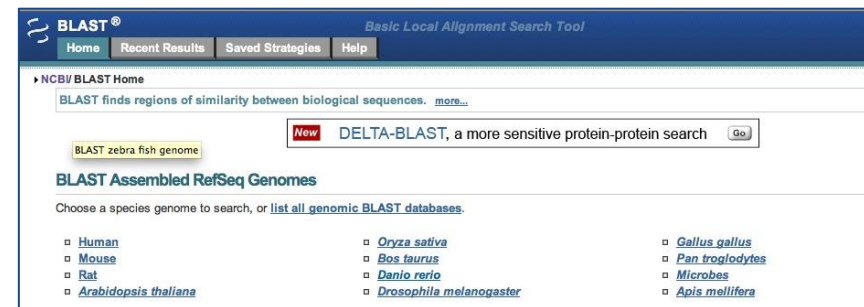 BLAST ® Basic Local Alignment Search Tool
Home Recent Results Saved Strategies Help
NCBI/ BLAST Home
BLAST finds regions of similarity between biological sequences. more...
New DELTA-BLAST, a more sensitive protein-protein search Go
BLAST zebra fish genome
BLAST Assembled RefSeq Genomes
Choose a species genome to search, or list all genomic BLAST databases.
Human Oryza sativa Gallus gallus
Mouse Bos taurus Pan troglodytes
Rat Danio rerio Microbes
Arabidopsis thaliana Drosophila melanogaster Apis mellifera